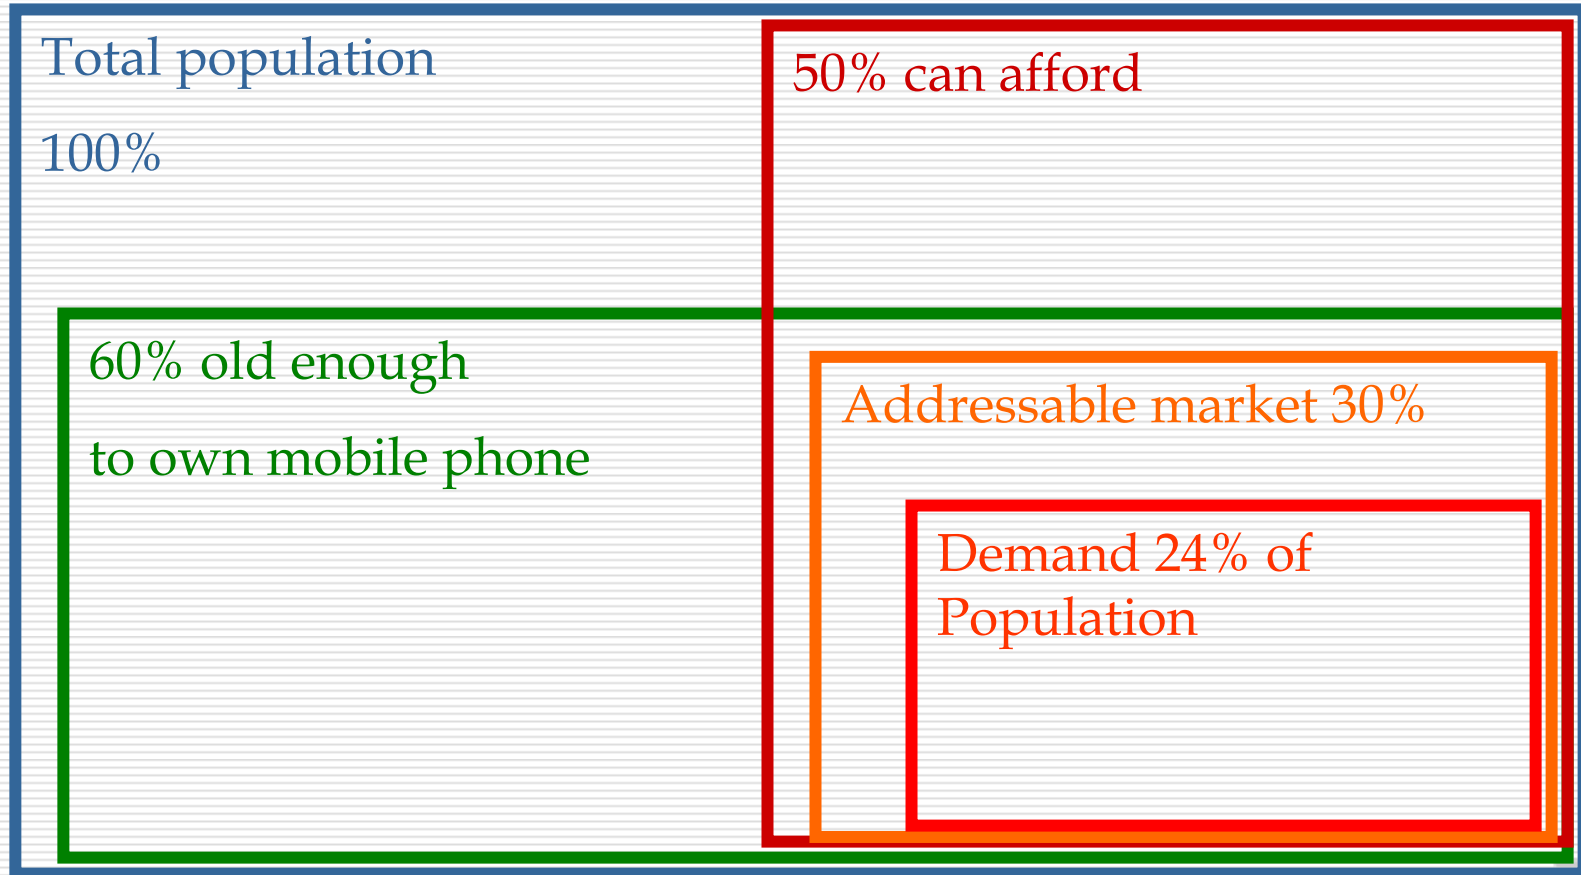 Total population
100%
50% can afford
60% old enough
to own mobile phone
Addressable market 30%
Demand 24% of
Population